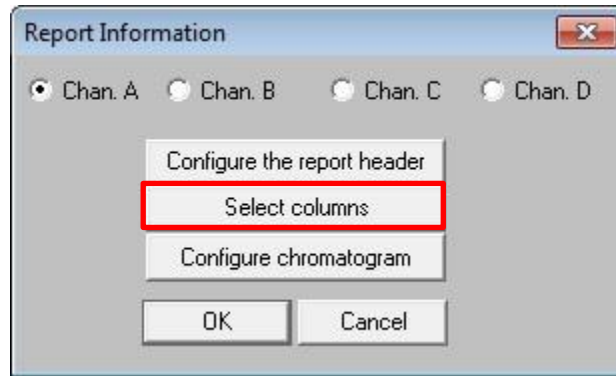 Report Information
Chan. A Chan. B Chan. C Chan. D
Configure the report header
Select columns
Configure chromatogram
OK Cancel